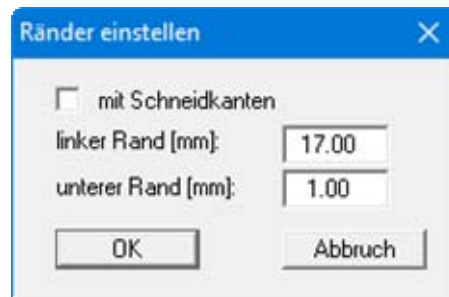 Ränder einstellen
mit Schneidkanten
linker Rand [mm]: 17.00
unterer Rand [mm]: 1.00
OK Abbruch